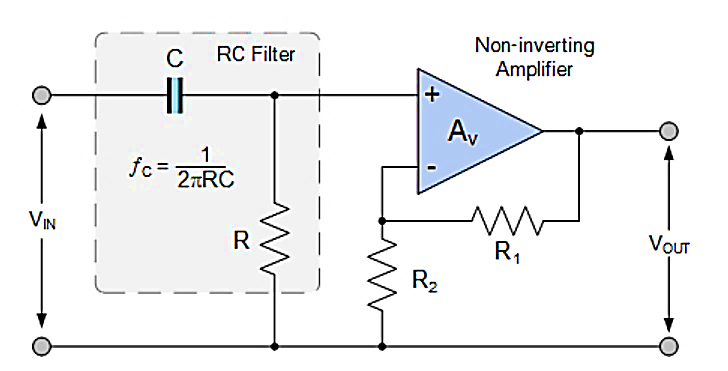 Non-inverting
Amplifier
C
RC Filter
+
Av
-
fC = 1
2πRC
VIN
R
R1
R2
VOUT